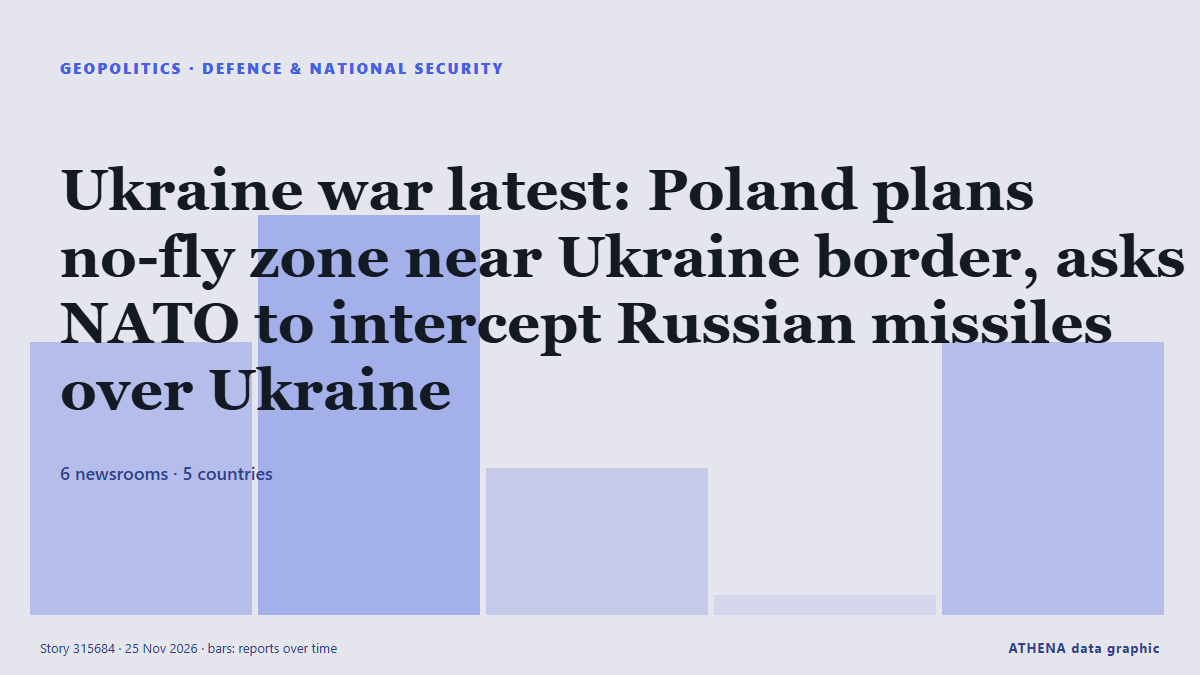 GEOPOLITICS · DEFENCE & NATIONAL SECURITY
Ukraine war latest: Poland plans
no-fly zone near Ukraine border, asks
NATO to intercept Russian missiles
over Ukraine
6 newsrooms · 5 countries
Story 315684 · 25 Nov 2026 · bars: reports over time
ATHENA data graphic